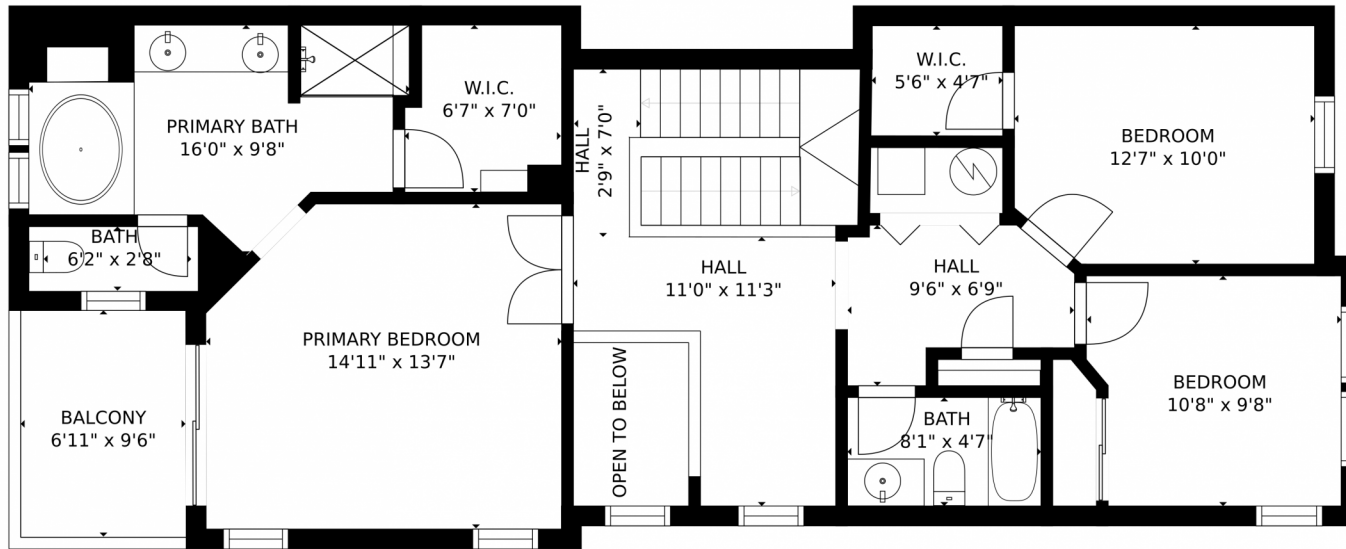 PRIMARY BATH
16'0" x 9'8"
W.I.C.
6'7" x 7'0"
HALL
2'9" x 7'0"
W.I.C.
5'6" x 4'7"
BEDROOM
12'7" x 10'0"
BATH
6'2" x 2'8"
PRIMARY BEDROOM
14'11" x 13'7"
HALL
11'0" x 11'3"
HALL
9'6" x 6'9"
BALCONY
6'11" x 9'6"
OPEN TO BELOW
BATH
8'1" x 4'7"
BEDROOM
10'8" x 9'8"